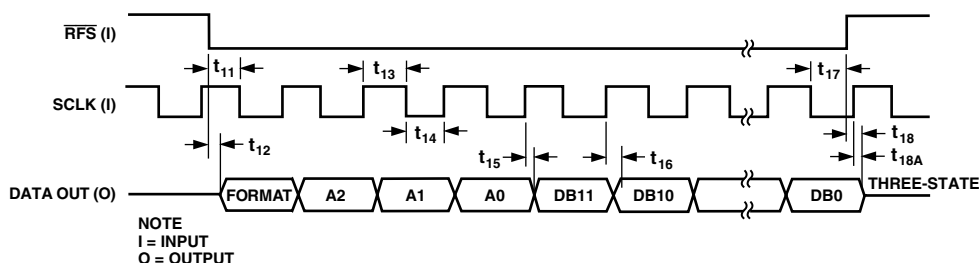 RFS (I)
t11
t13
t17
SCLK (I)
t14
t12
t15
t16
t18
t18A
DATA OUT (O)
FORMAT
A2
A1
A0
DB11
DB10
DB0
THREE-STATE
NOTE
I = INPUT
O = OUTPUT